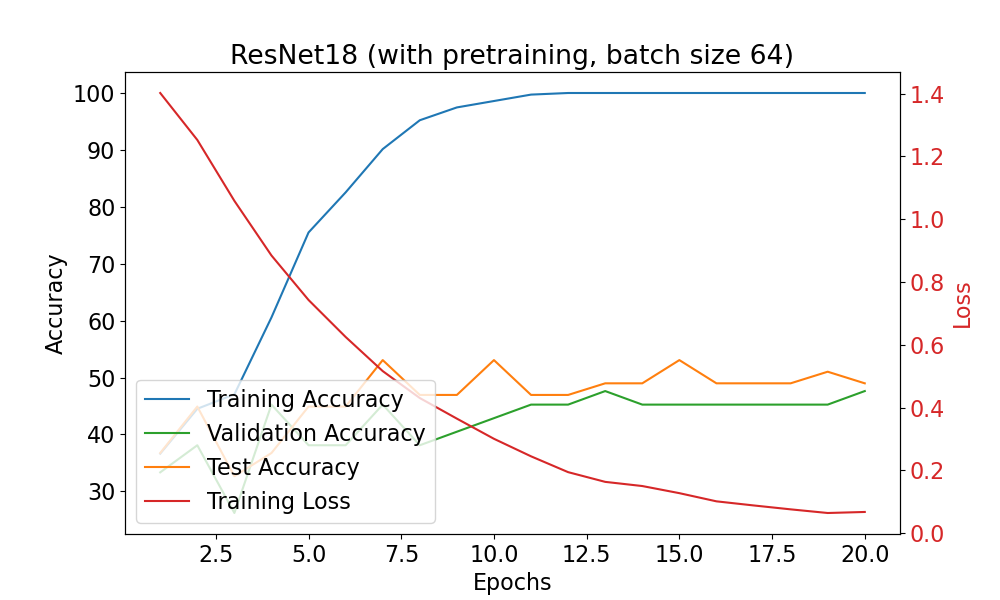 ResNet18 (with pretraining, batch size 64)
100
90
80
70
60
50
40
30
Accuracy
1.4
1.2
1.0
0.8
0.6
0.4
0.2
0.0
Loss
Training Accuracy
Validation Accuracy
Test Accuracy
Training Loss
2.5 5.0 7.5 10.0 12.5 15.0 17.5 20.0
Epochs